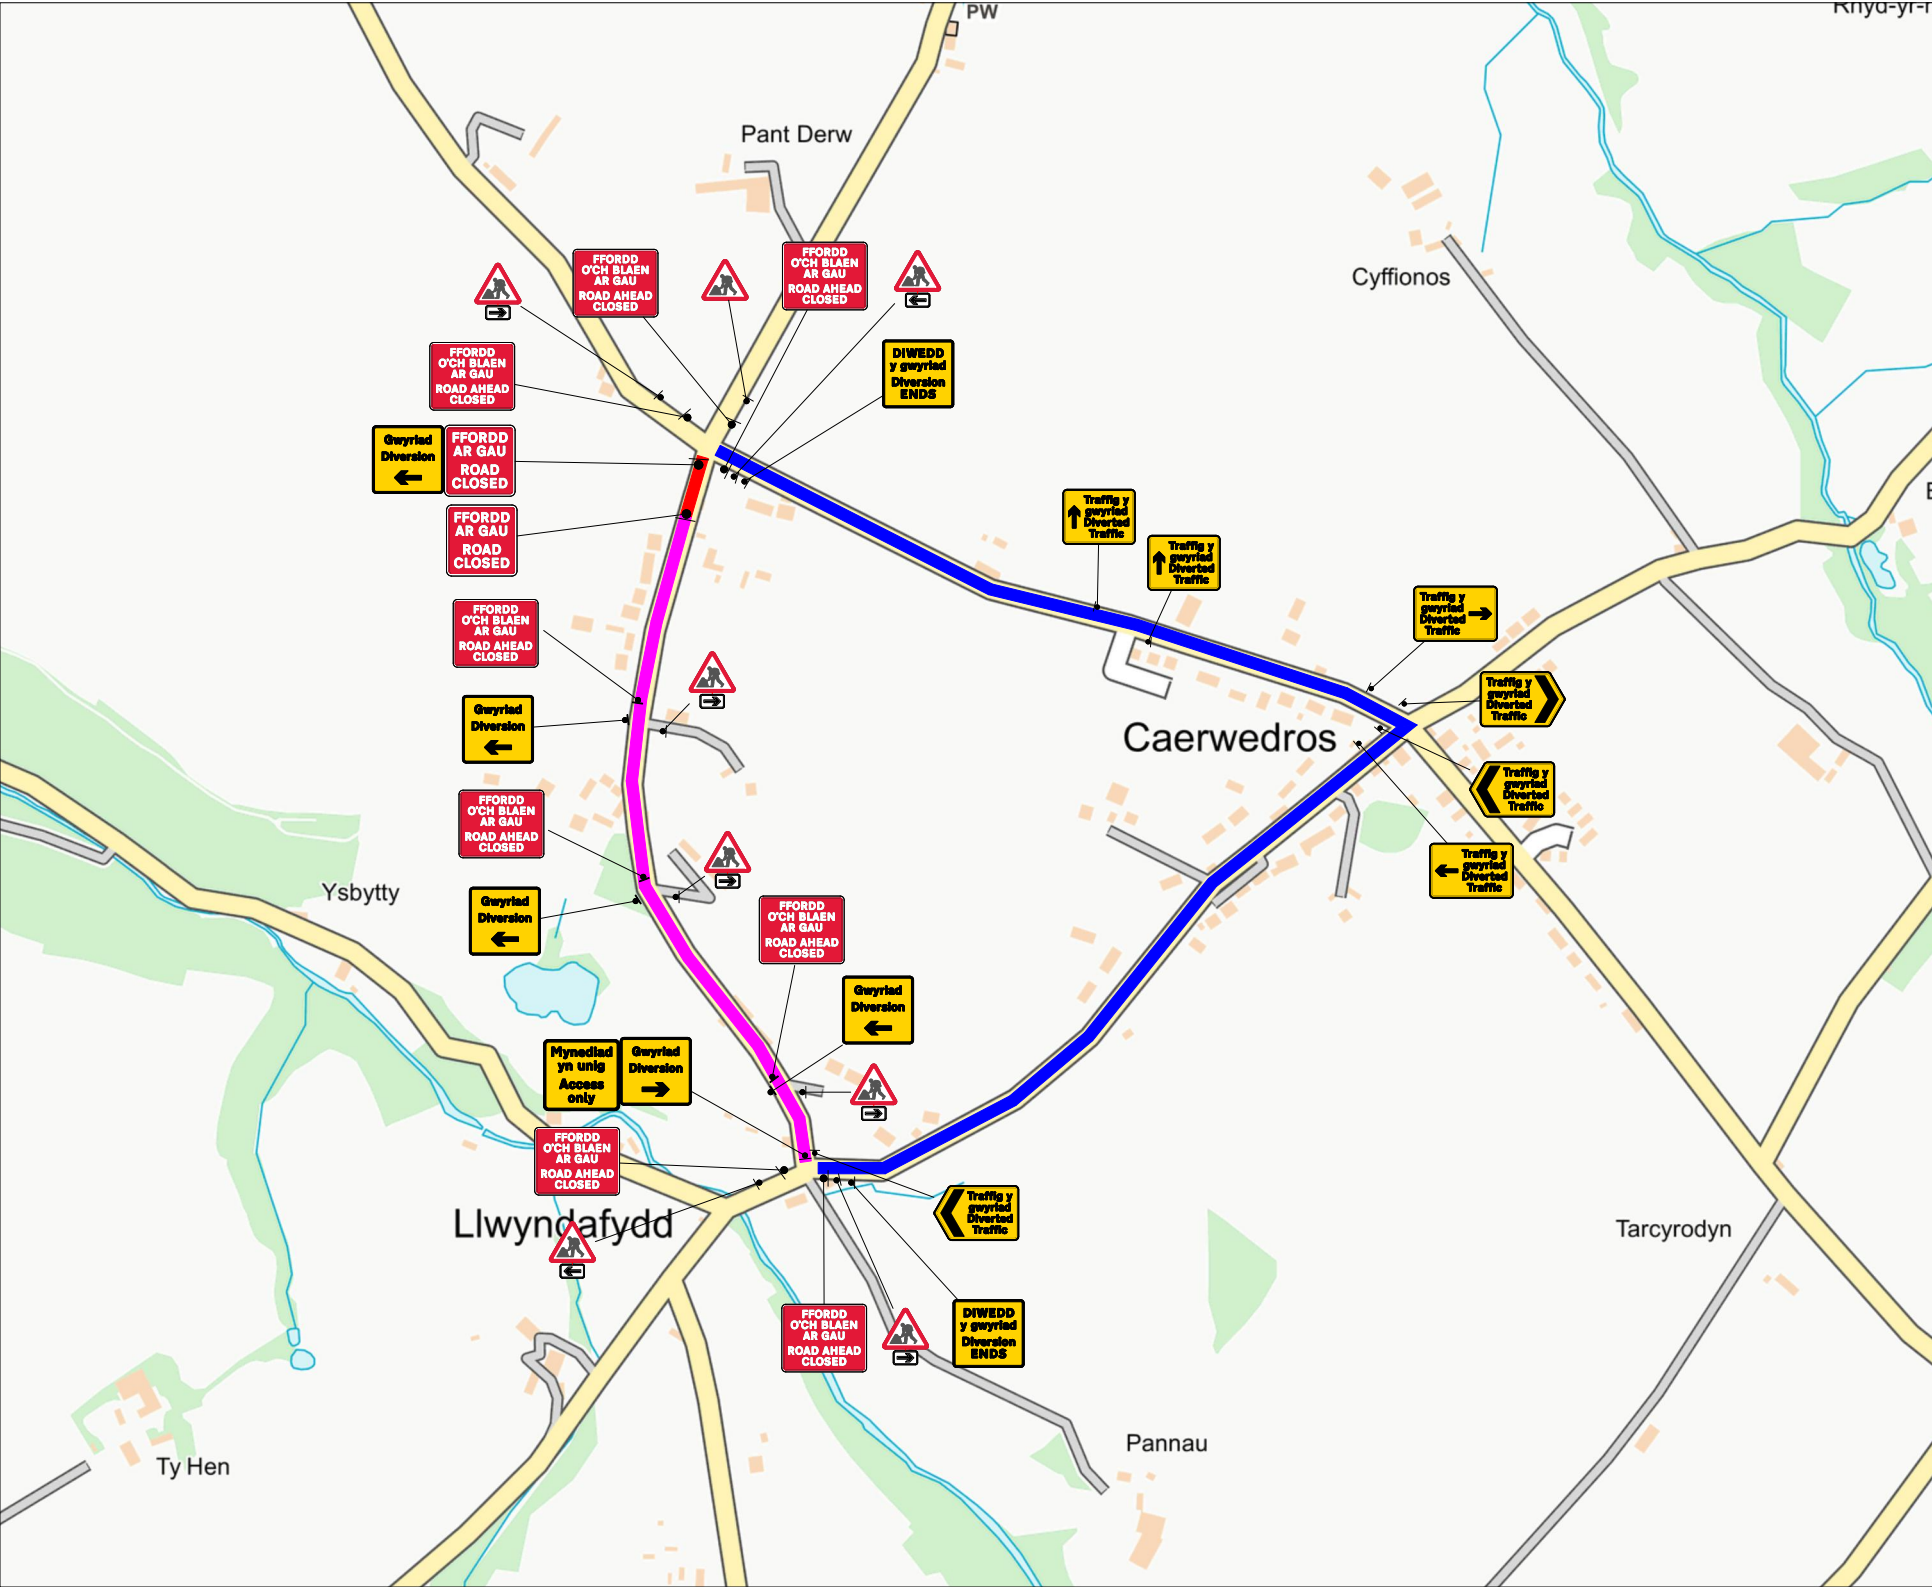 PW
Pant Derw
Cyffionos
FFORDD
O'CH BLAEN
AR GAU
ROAD AHEAD
CLOSED
FFORDD
O'CH BLAEN
AR GAU
ROAD AHEAD
CLOSED
FFORDD
O'CH BLAEN
AR GAU
ROAD AHEAD
CLOSED
DIWEDD
y gwyriad
Diversion
ENDS
Gwyriad
Diversion
FFORDD
AR GAU
ROAD
CLOSED
FFORDD
AR GAU
ROAD
CLOSED
Traffig y
gwyriad
Diverted
Traffic
Traffig y
gwyriad
Diverted
Traffic
Traffig y
gwyriad
Diverted
Traffic
FFORDD
O'CH BLAEN
AR GAU
ROAD AHEAD
CLOSED
Gwyriad
Diversion
Traffig y
gwyriad
Diverted
Traffic
Caerwedros
Traffig y
gwyriad
Diverted
Traffic
FFORDD
O'CH BLAEN
AR GAU
ROAD AHEAD
CLOSED
Traffig y
gwyriad
Diverted
Traffic
Ysbytty
Gwyriad
Diversion
FFORDD
O'CH BLAEN
AR GAU
ROAD AHEAD
CLOSED
Gwyriad
Diversion
Mynediad
yn unig
Access
only
Gwyriad
Diversion
FFORDD
O'CH BLAEN
AR GAU
ROAD AHEAD
CLOSED
Llwyndafydd
Traffig y
gwyriad
Diverted
Traffic
Tarcyrodyn
FFORDD
O'CH BLAEN
AR GAU
ROAD AHEAD
CLOSED
DIWEDD
y gwyriad
Diversion
ENDS
Pannau
Ty Hen